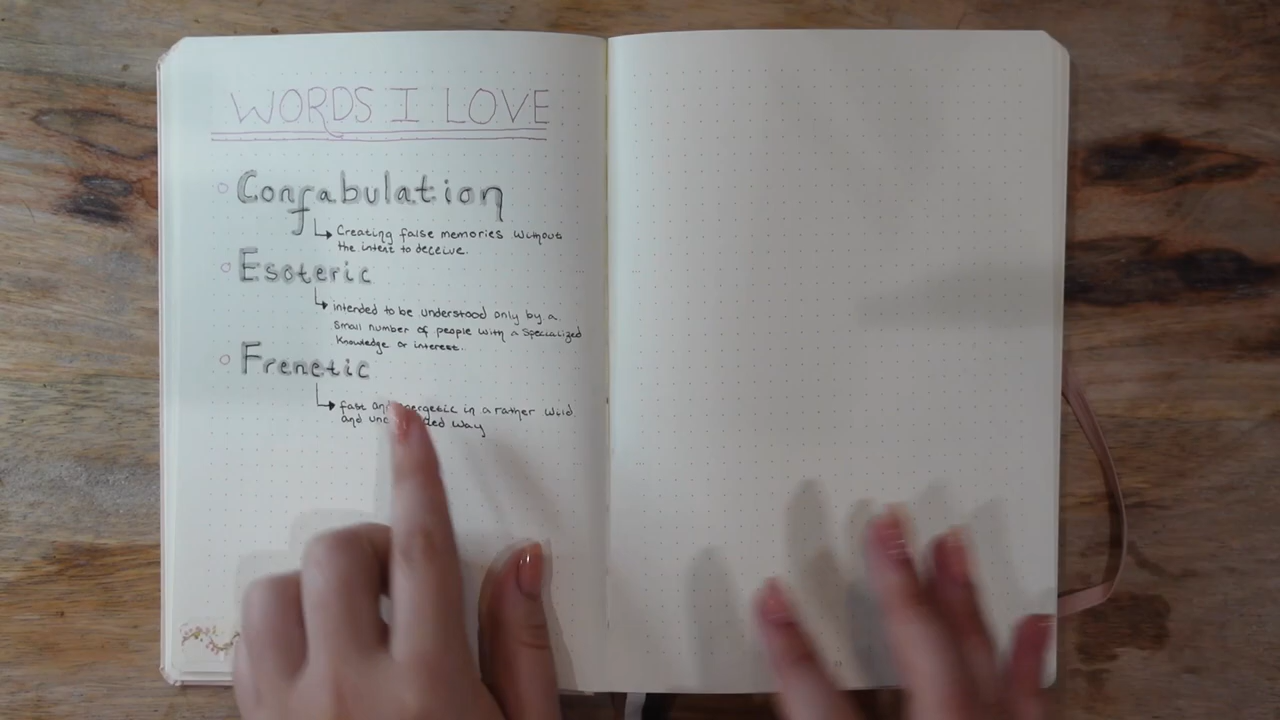 WORDS I LOVE
Confabulation
Creating false memories without
the intent to deceive.
Esoteric
intended to be understood only by a
small number of people with a specialized
knowledge or interest.
Frenetic
fast and energetic in a rather wild
and way